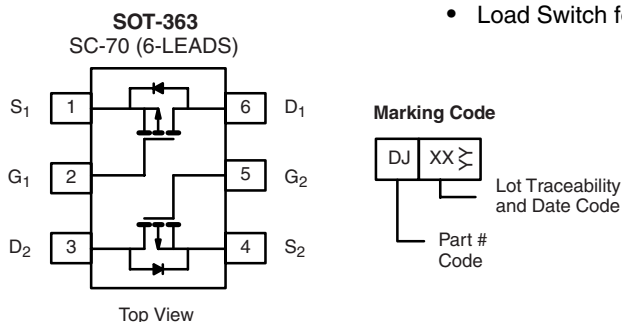 SOT-363
SC-70 (6-LEADS)
• Load Switch f
S1 1 6 D1
G1 2 5 G2
D2 3 4 S2
Top View
Marking Code
DJ XX YY
Lot Traceability
and Date Code
Part #
Code